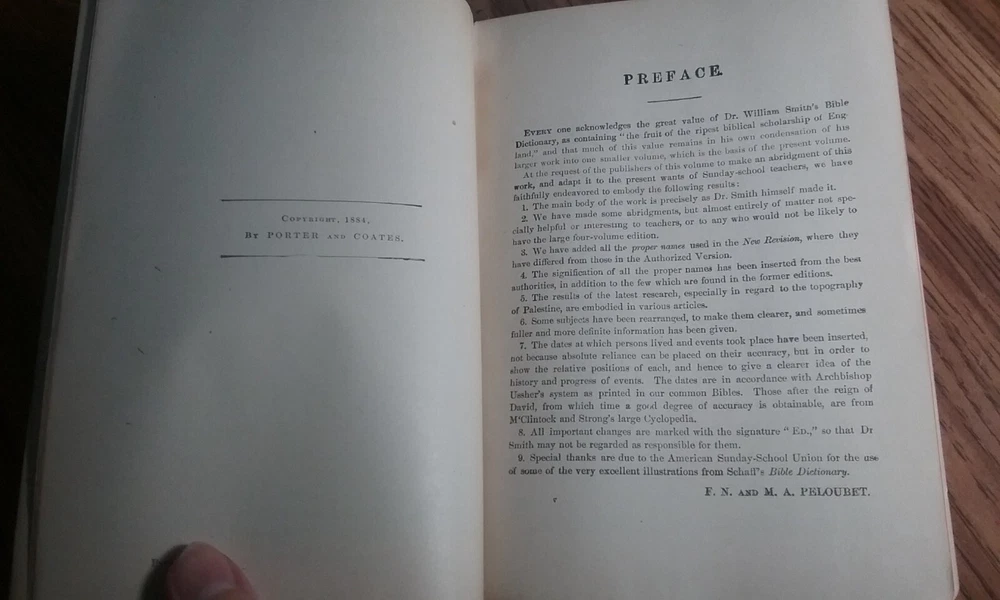 COPYRIGHT, 1884,
BY PORTER AND COATES.
PREFACE.
EVERY one acknowledges the great value of Dr. William Smith's Bible
Dictionary, as containing "the fruit of the ripest biblical scholarship of Eng-
land," and that much of this value remains in his own condensation of his
larger work into one smaller volume, which is the basis of the present volume.
At the request of the publishers of this volume to make an abridgment of this
work, and adapt it to the present wants of Sunday-school teachers, we have
faithfully endeavored to embody the following results:
1. The main body of the work is precisely as Dr. Smith himself made it.
2. We have made some abridgments, but almost entirely of matter not spe-
cially helpful or interesting to teachers, or to any who would not be likely to
have the large four-volume edition.
3. We have added all the proper names used in the New Revision, where they
have differed from those in the Authorized Version.
4. The signification of all the proper names has been inserted from the best
authorities, in addition to the few which are found in the former editions.
5. The results of the latest research, especially in regard to the topography
of Palestine, are embodied in various articles.
6. Some subjects have been rearranged, to make them clearer, and sometimes
fuller and more definite information has been given.
7. The dates at which persons lived and events took place have been inserted,
not because absolute reliance can be placed on their accuracy, but in order to
show the relative positions of each, and hence to give a clearer idea of the
history and progress of events. The dates are in accordance with Archbishop
Ussher's system as printed in our common Bibles. Those after the reign of
David, from which time a good degree of accuracy is obtainable, are from
M'Clintock and Strong's large Cyclopedia.
8. All important changes are marked with the signature "ED.," so that Dr
Smith may not be regarded as responsible for them.
9. Special thanks are due to the American Sunday-School Union for the use
of some of the very excellent illustrations from Schaff's Bible Dictionary.
F. N. AND M. A. PELOUBET.